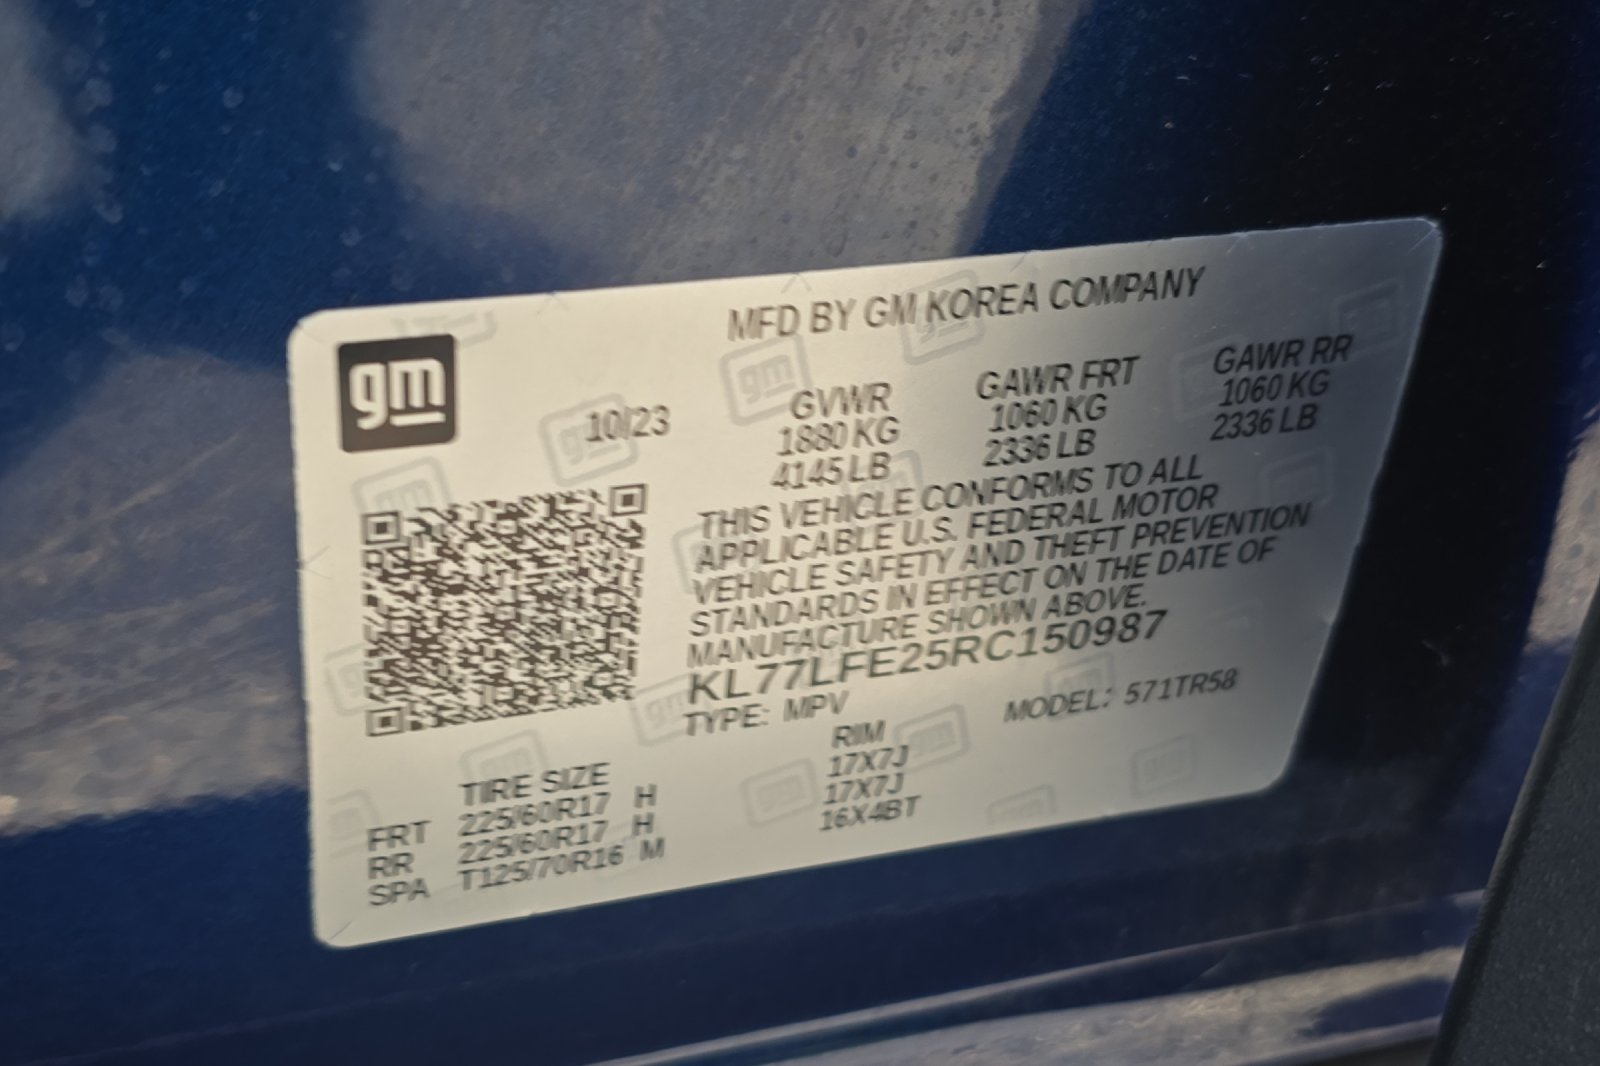 gm
MFD BY GM KOREA COMPANY
10/23
GVWR GAWR FRT GAWR RR
1880 KG 1060 KG 1060 KG
4145 LB 2336 LB 2336 LB
THIS VEHICLE CONFORMS TO ALL
APPLICABLE U.S. FEDERAL MOTOR
VEHICLE SAFETY AND THEFT PREVENTION
STANDARDS IN EFFECT ON THE DATE OF
MANUFACTURE SHOWN ABOVE.
KL77LFE25RC150987
TYPE: MPV MODEL: 571TR58
TIRE SIZE RIM
FRT 225/60R17 H 17X7J
RR 225/60R17 H 17X7J
SPA T125/70R16 M 16X4BT